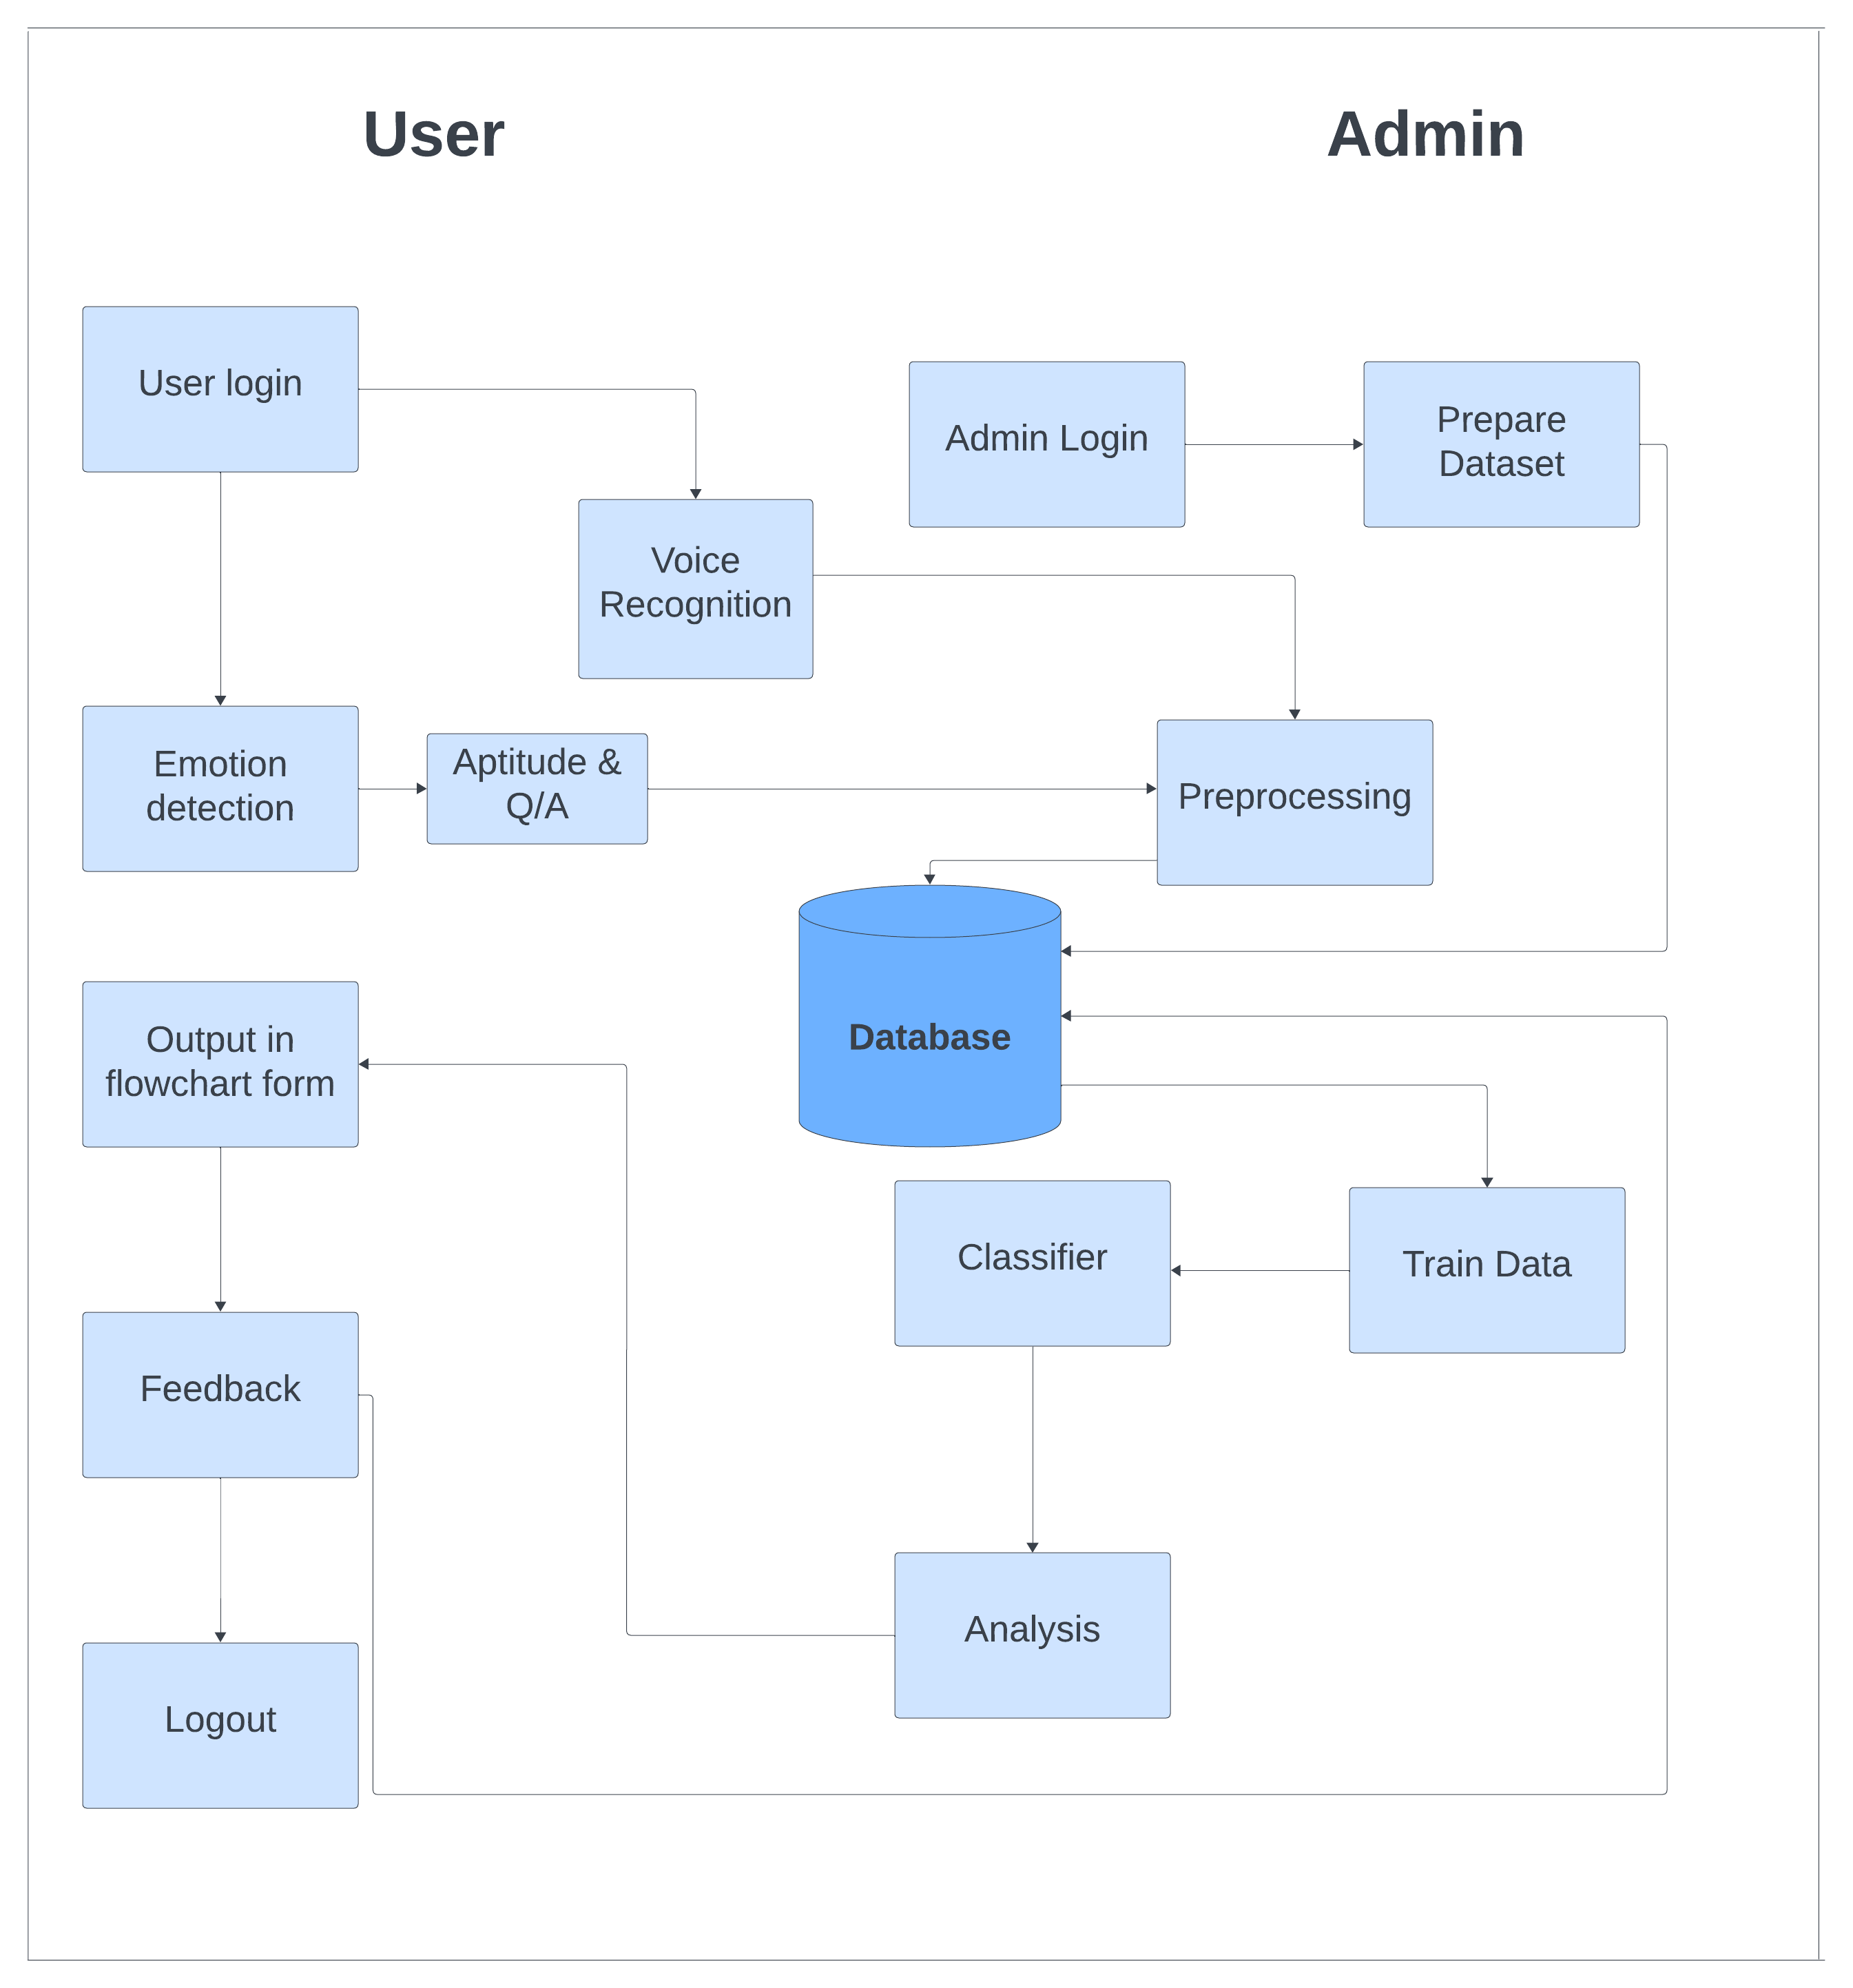 User
Admin
User login
Admin Login
Prepare
Dataset
Voice
Recognition
Emotion
detection
Aptitude &
Q/A
Preprocessing
Output in
flowchart form
Database
Classifier
Train Data
Feedback
Analysis
Logout